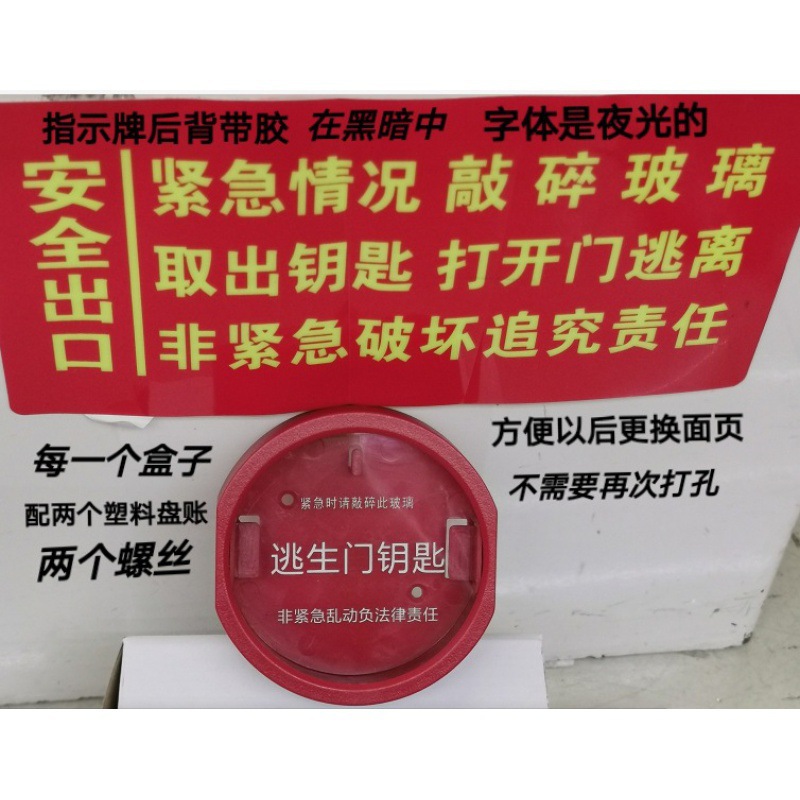 指示牌后背带胶 在黑暗中 字体是夜光的
安全出口
紧急情况 敲碎玻璃
取出钥匙 打开门逃离
非紧急破坏追究责任
每一个盒子
配两个塑料盘账
两个螺丝
方便以后更换面页
不需要再次打孔
紧急时请敲碎此玻璃
逃生门钥匙
非紧急乱动负法律责任